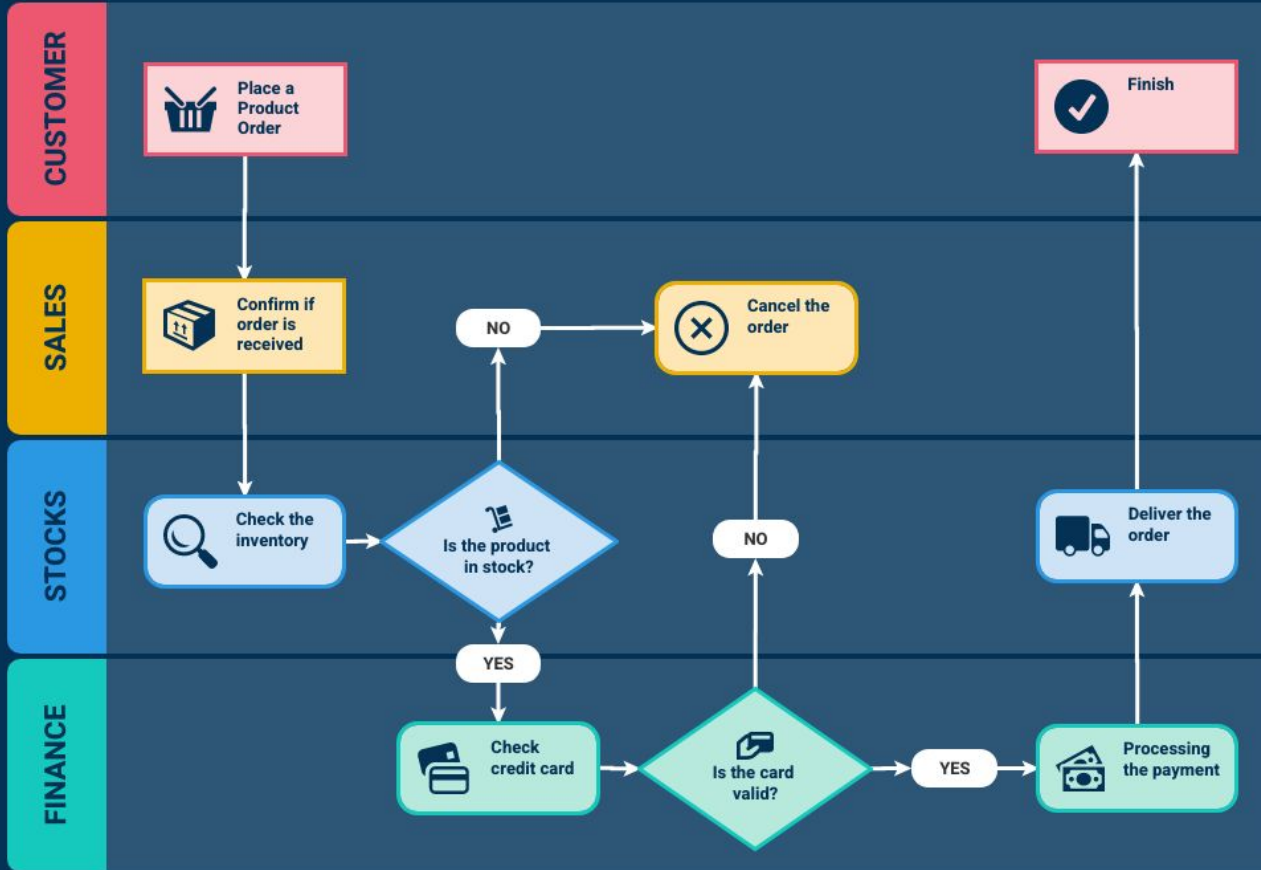 CUSTOMER
Place a
Product
Order
Finish
SALES
Confirm if
order is
received
NO
Cancel the
order
STOCKS
Check the
inventory
Is the product
in stock?
NO
Deliver the
order
YES
FINANCE
Check
credit card
Is the card
valid?
YES
Processing
the payment